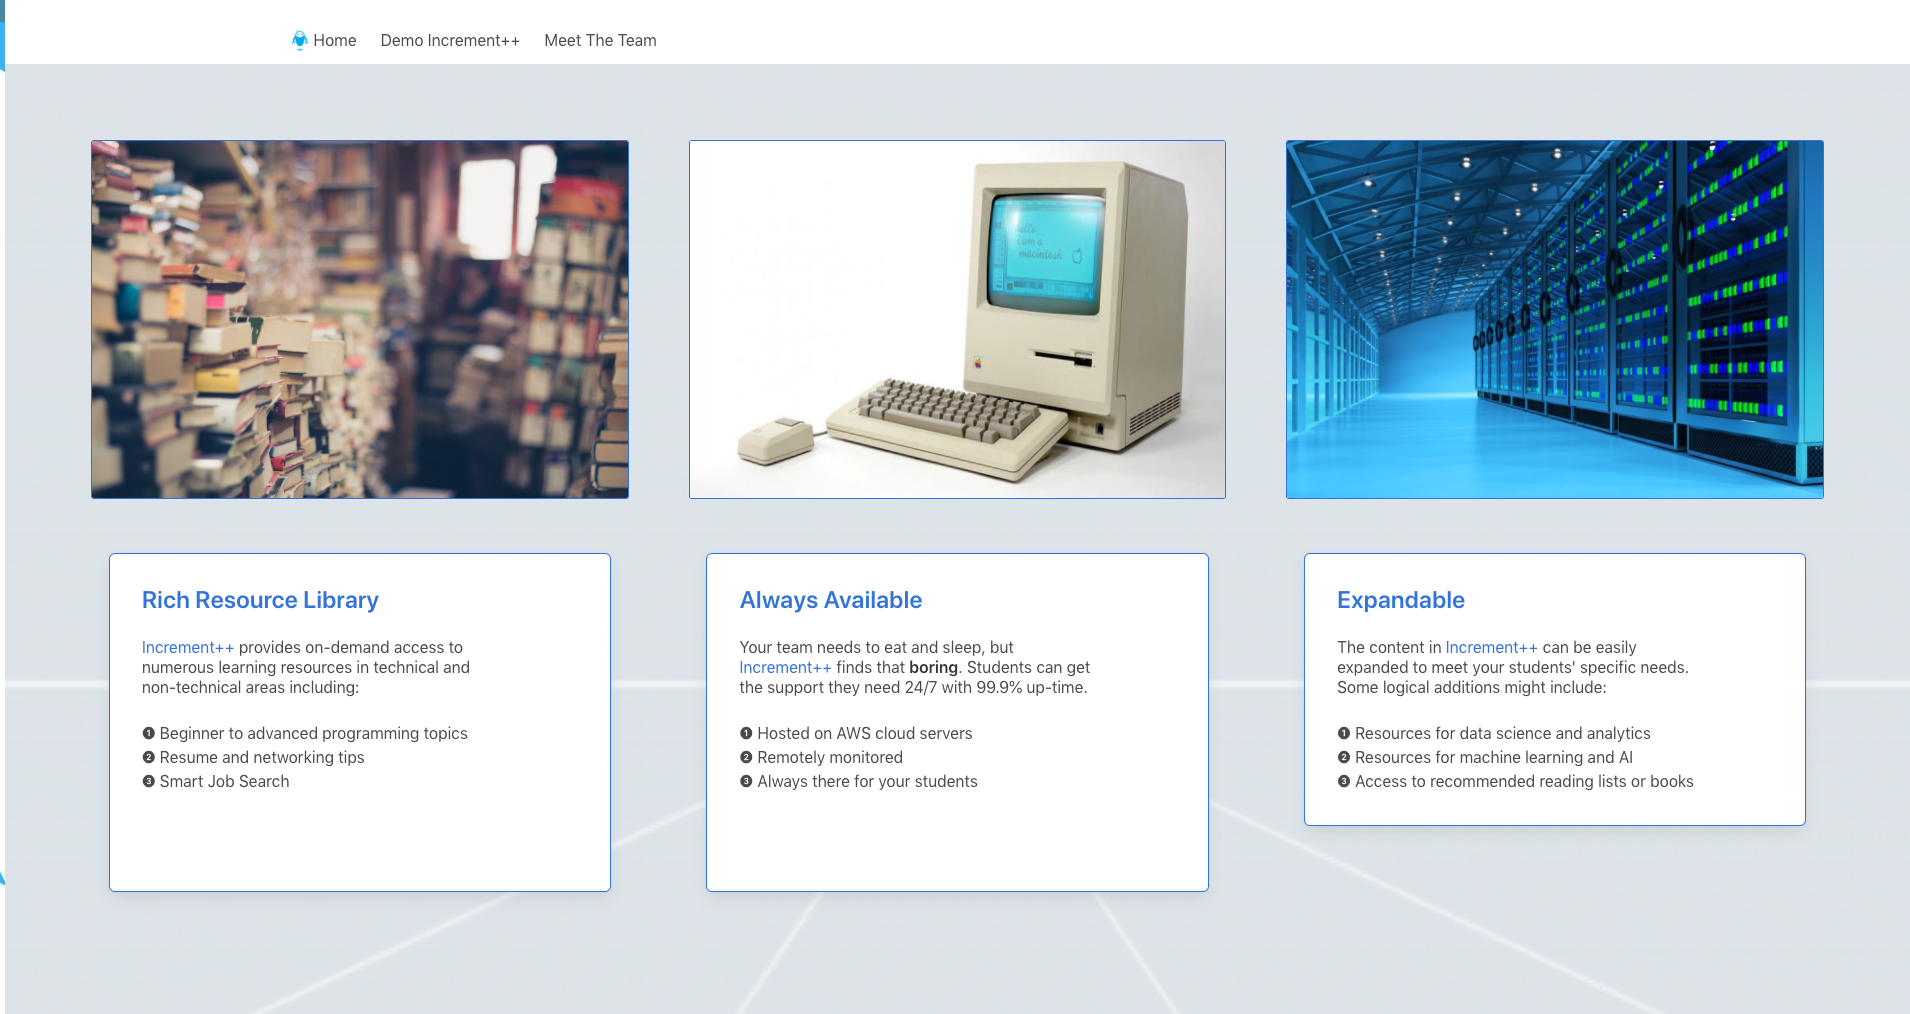 Home Demo Increment++ Meet The Team
hello,
i am a
macintosh
Rich Resource Library
Increment++ provides on-demand access to
numerous learning resources in technical and
non-technical areas including:
❶ Beginner to advanced programming topics
❷ Resume and networking tips
❸ Smart Job Search
Always Available
Your team needs to eat and sleep, but
Increment++ finds that boring. Students can get
the support they need 24/7 with 99.9% up-time.
❶ Hosted on AWS cloud servers
❷ Remotely monitored
❸ Always there for your students
Expandable
The content in Increment++ can be easily
expanded to meet your students' specific needs.
Some logical additions might include:
❶ Resources for data science and analytics
❷ Resources for machine learning and AI
❸ Access to recommended reading lists or books